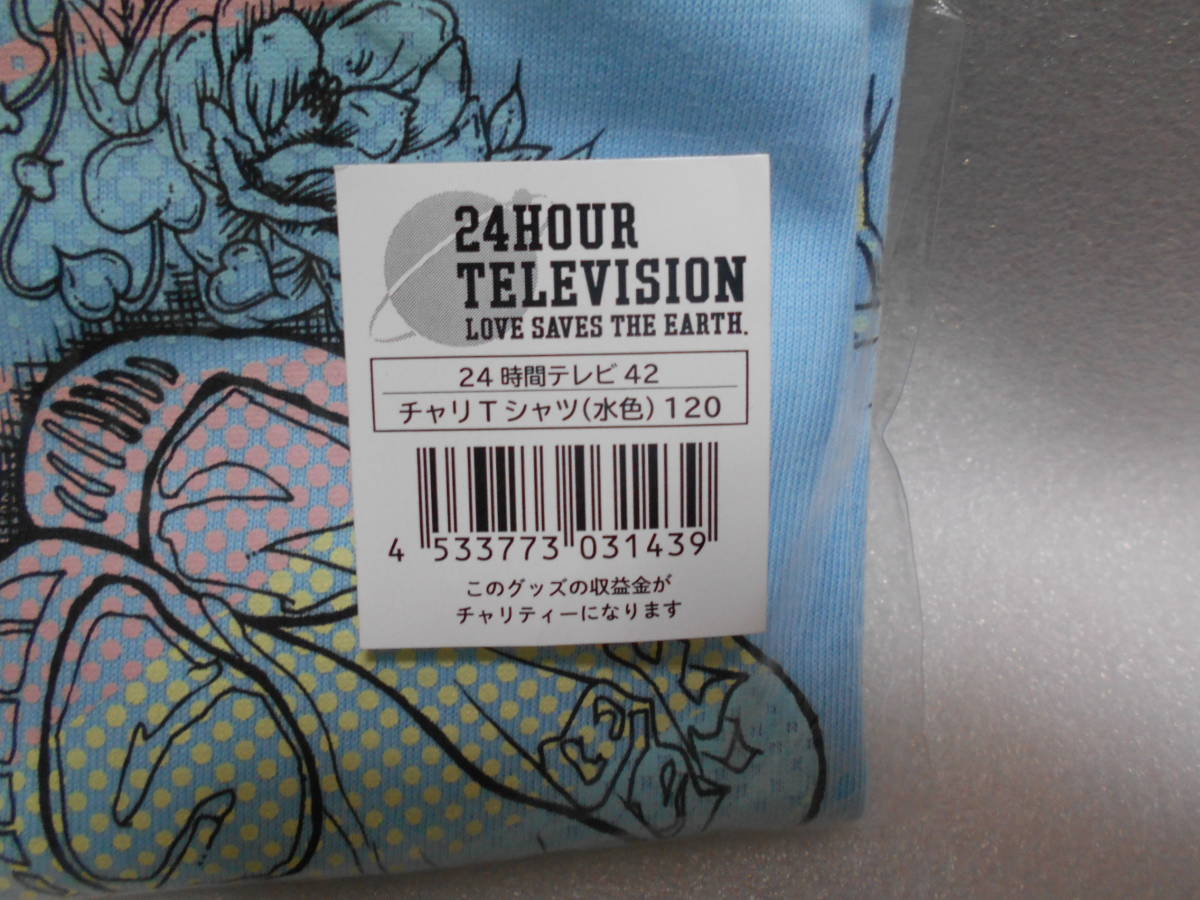 24HOUR
TELEVISION
LOVE SAVES THE EARTH.
24時間テレビ42
チャリTシャツ(水色)120
4 533773 031439
このグッズの収益金が
チャリティーになります